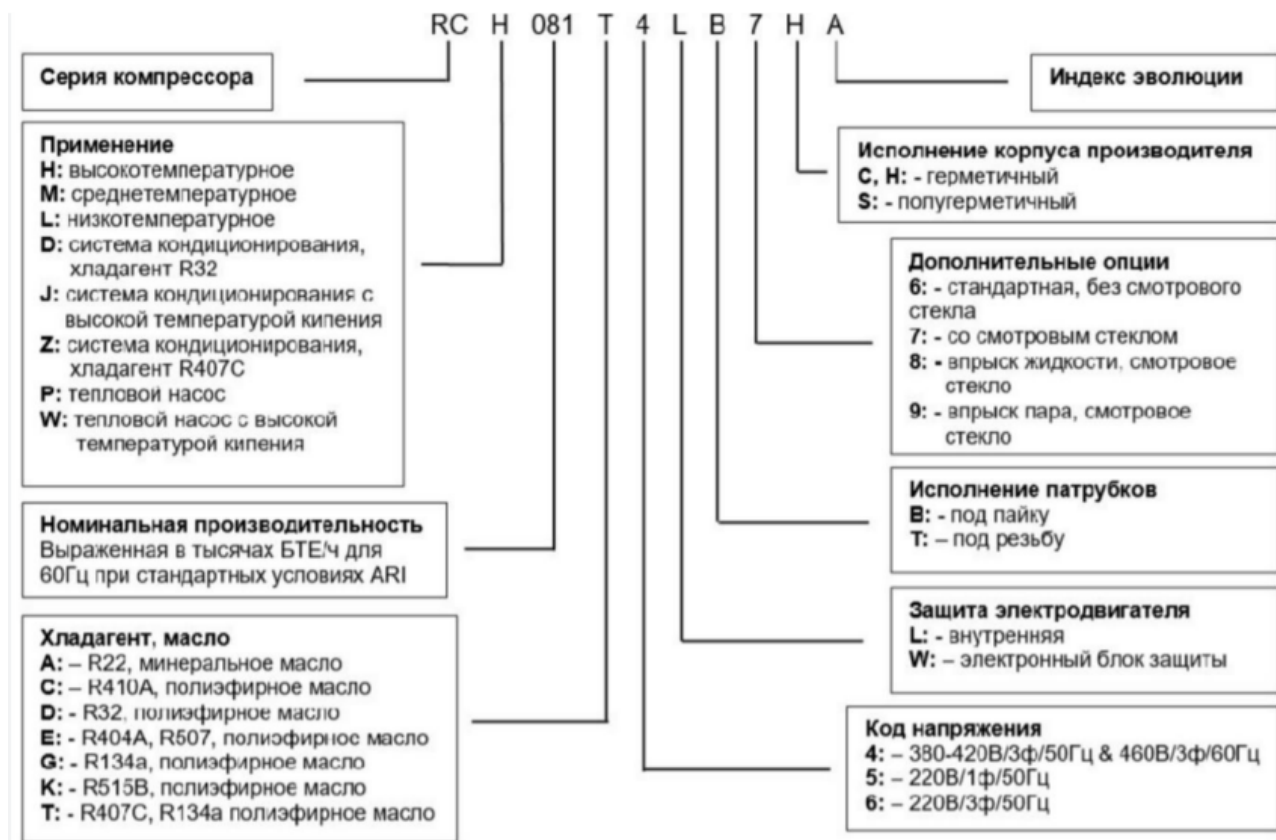 RC H 081 T 4 L B 7 H A
Серия компрессора
Применение
H: высокотемпературное
M: среднетемпературное
L: низкотемпературное
D: система кондиционирования,
хладагент R32
J: система кондиционирования с
высокой температурой кипения
Z: система кондиционирования,
хладагент R407C
P: тепловой насос
W: тепловой насос с высокой
температурой кипения
Номинальная производительность
Выраженная в тысячах БТЕ/ч для
60Гц при стандартных условиях ARI
Хладагент, масло
A: – R22, минеральное масло
C: – R410A, полиэфирное масло
D: - R32, полиэфирное масло
E: - R404A, R507, полиэфирное масло
G: - R134a, полиэфирное масло
K: - R515B, полиэфирное масло
T: - R407C, R134a полиэфирное масло
Индекс эволюции
Исполнение корпуса производителя
C, H: - герметичный
S: - полугерметичный
Дополнительные опции
6: - стандартная, без смотрового
стекла
7: - со смотровым стеклом
8: - впрыск жидкости, смотровое
стекло
9: - впрыск пара, смотровое
стекло
Исполнение патрубков
B: - под пайку
T: – под резьбу
Защита электродвигателя
L: - внутренняя
W: – электронный блок защиты
Код напряжения
4: – 380-420В/3ф/50Гц & 460В/3ф/60Гц
5: – 220В/1ф/50Гц
6: – 220В/3ф/50Гц